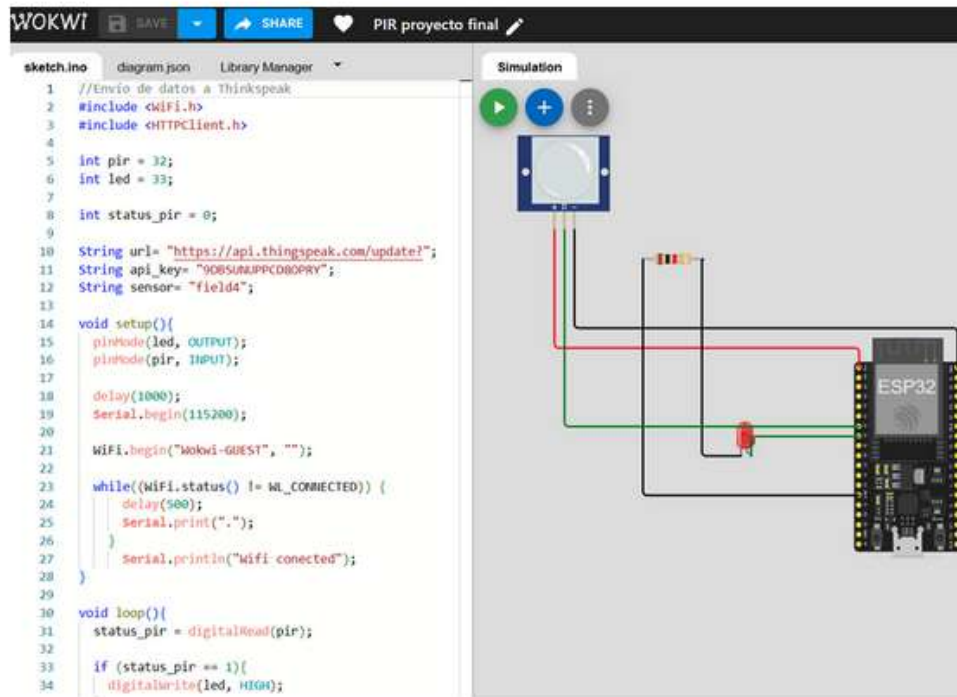 WOKWI SAVE SHARE PIR proyecto final
sketch.ino diagram.json Library Manager
Simulation
1 //Envio de datos a Thinkspeak
2 #include <WiFi.h>
3 #include <HTTPClient.h>
4
5 int pir = 32;
6 int led = 33;
7
8 int status_pir = 0;
9
10 String url= "https://api.thingspeak.com/update?";
11 String api_key= "9OBSUNUPPCDBOPRY";
12 String sensor= "field4";
13
14 void setup(){
15 pinMode(led, OUTPUT);
16 pinMode(pir, INPUT);
17
18 delay(1000);
19 Serial.begin(115200);
20
21 WiFi.begin("Wokwi-GUEST", "");
22
23 while((WiFi.status() != WL_CONNECTED)) {
24 delay(500);
25 Serial.print(".");
26 }
27 Serial.println("Wifi conected");
28 }
29
30 void loop(){
31 status_pir = digitalRead(pir);
32
33 if (status_pir == 1){
34 digitalWrite(led, HIGH);
ESP32